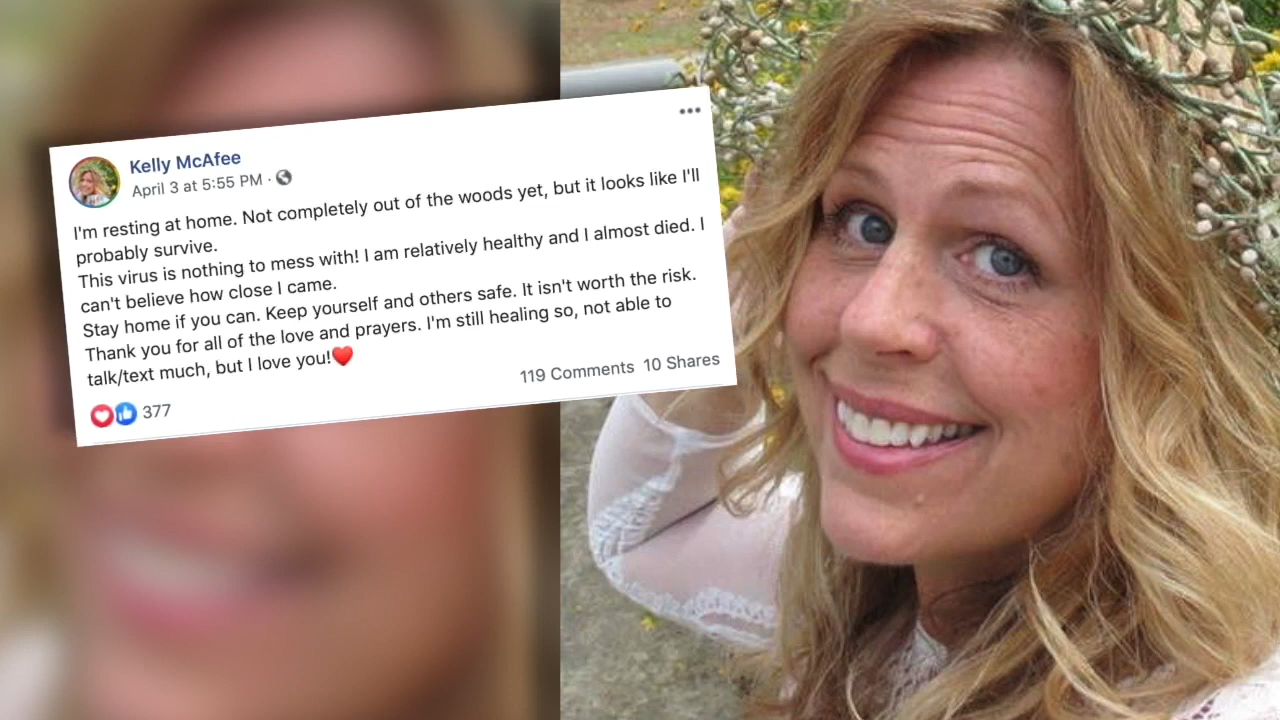 Kelly McAfee
April 3 at 5:55 PM ·
I'm resting at home. Not completely out of the woods yet, but it looks like I'll
probably survive.
This virus is nothing to mess with! I am relatively healthy and I almost died. I
can't believe how close I came.
Stay home if you can. Keep yourself and others safe. It isn't worth the risk.
Thank you for all of the love and prayers. I'm still healing so, not able to
talk/text much, but I love you!❤️
377
119 Comments 10 Shares